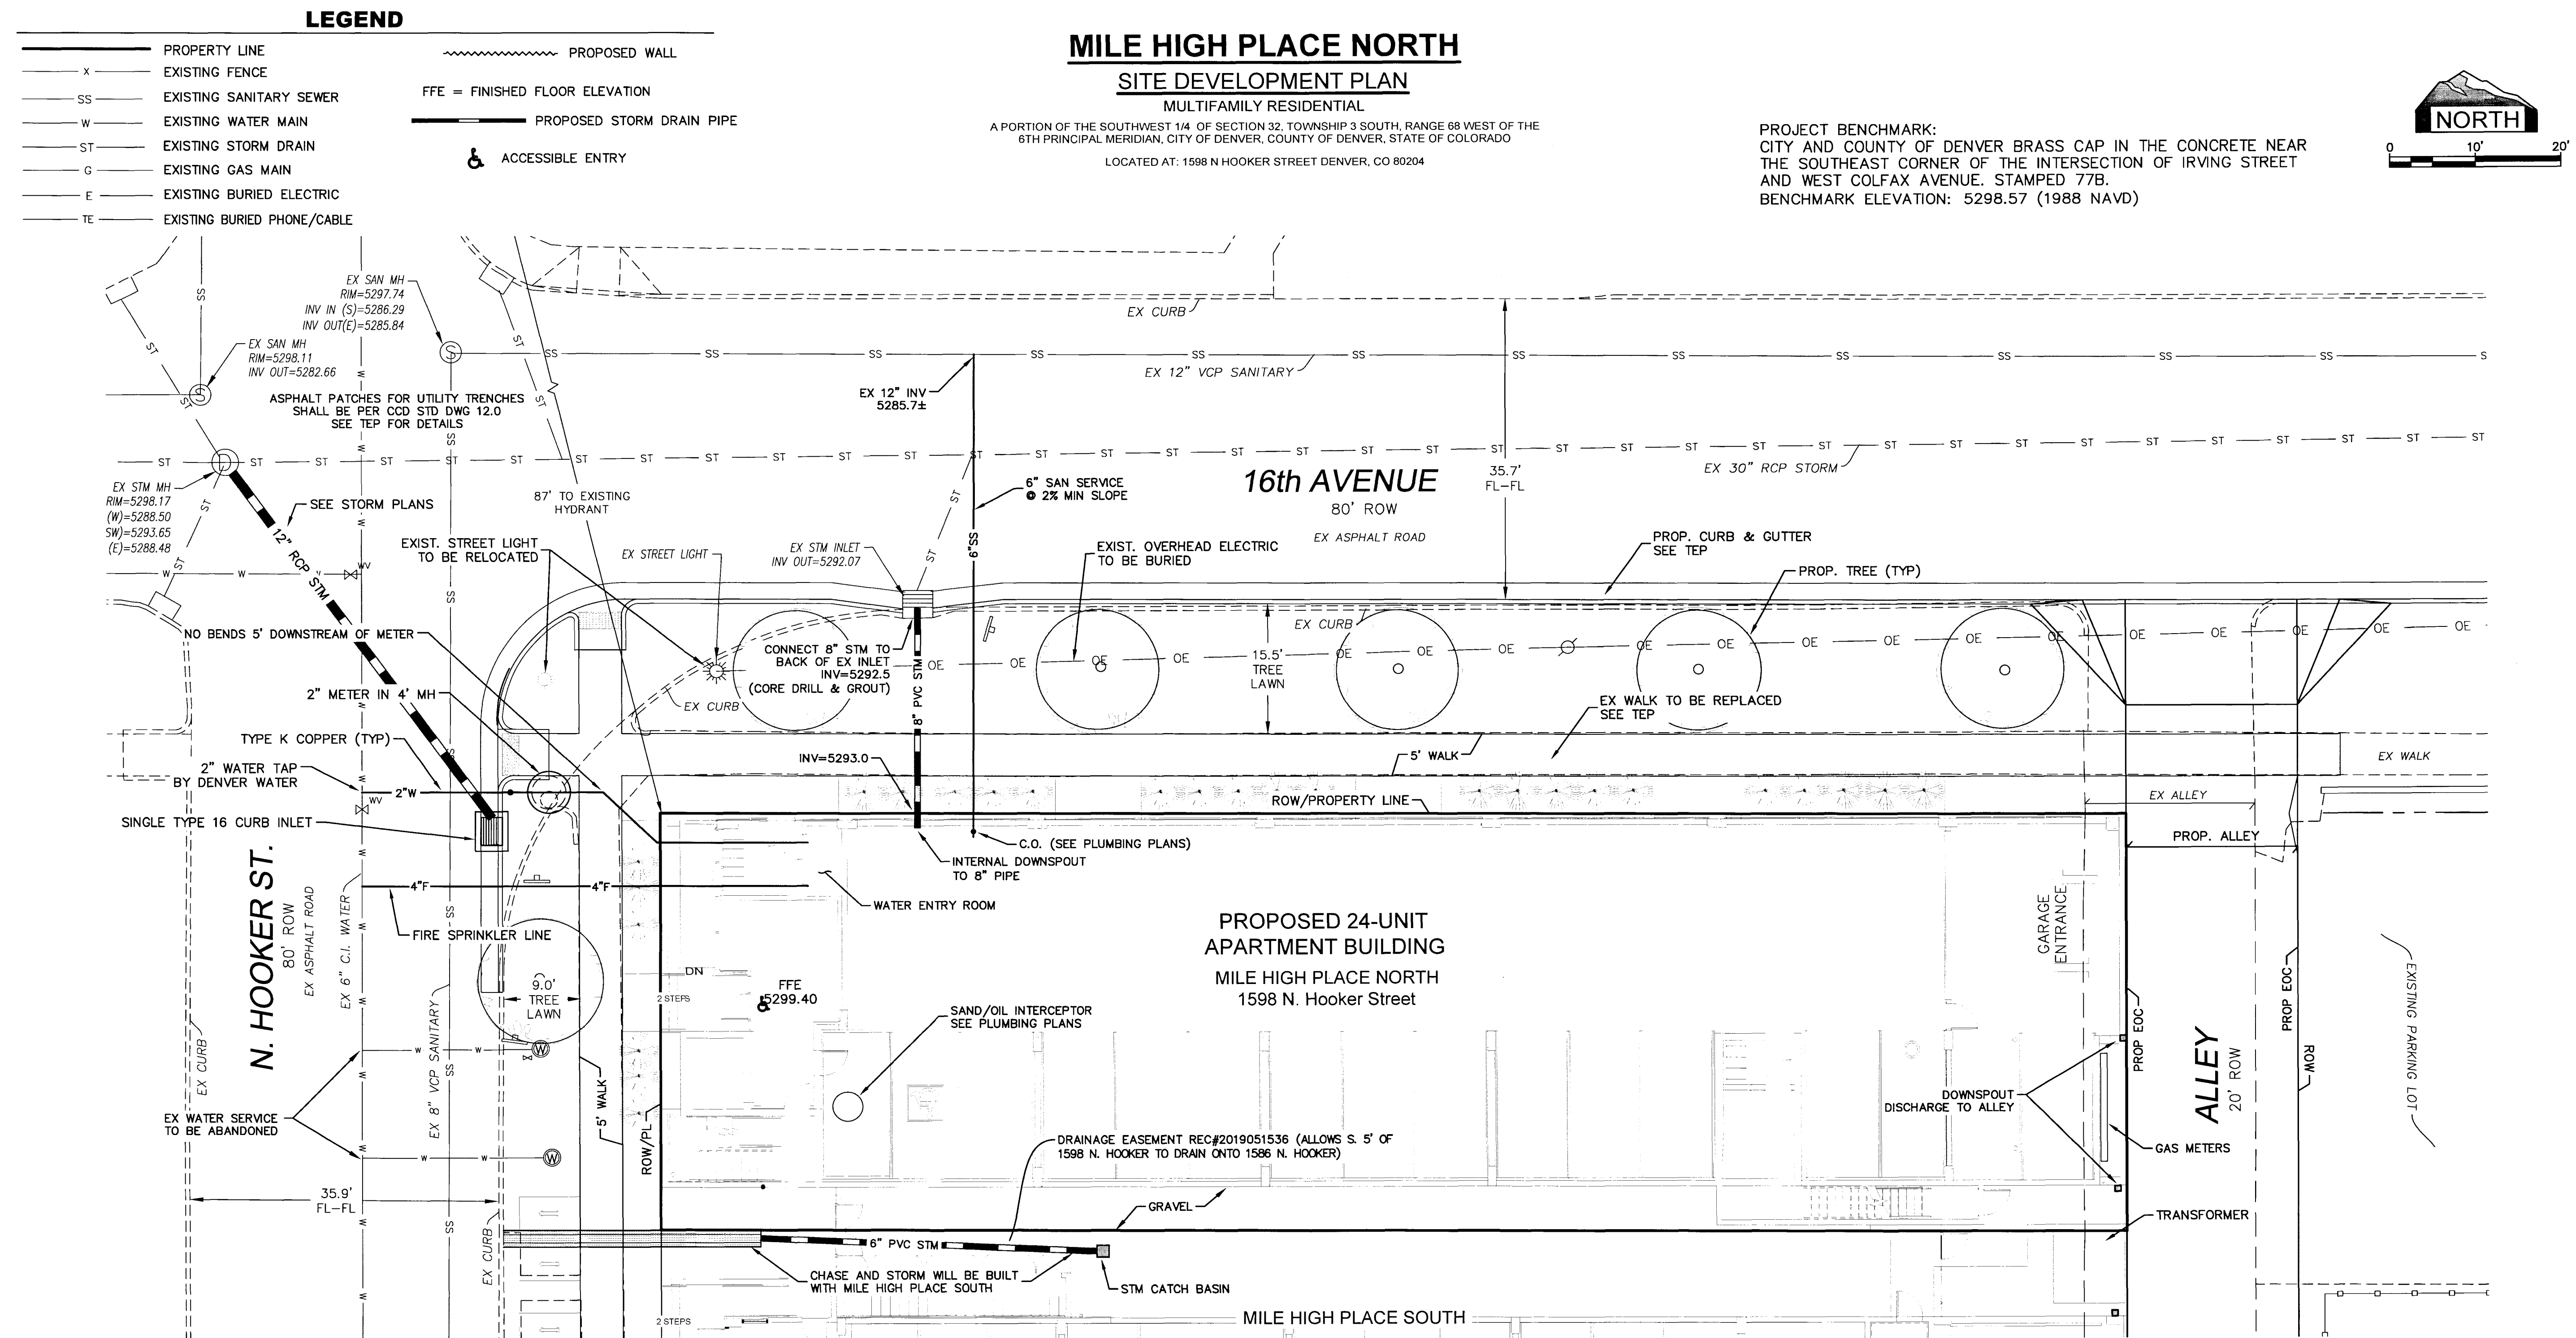 LEGEND
PROPERTY LINE
X EXISTING FENCE
SS EXISTING SANITARY SEWER
W EXISTING WATER MAIN
ST EXISTING STORM DRAIN
G EXISTING GAS MAIN
E EXISTING BURIED ELECTRIC
TE EXISTING BURIED PHONE/CABLE
PROPOSED WALL
FFE = FINISHED FLOOR ELEVATION
PROPOSED STORM DRAIN PIPE
ACCESSIBLE ENTRY
MILE HIGH PLACE NORTH
SITE DEVELOPMENT PLAN
MULTIFAMILY RESIDENTIAL
A PORTION OF THE SOUTHWEST 1/4 OF SECTION 32, TOWNSHIP 3 SOUTH, RANGE 68 WEST OF THE
6TH PRINCIPAL MERIDIAN, CITY OF DENVER, COUNTY OF DENVER, STATE OF COLORADO
LOCATED AT: 1598 N HOOKER STREET DENVER, CO 80204
PROJECT BENCHMARK:
CITY AND COUNTY OF DENVER BRASS CAP IN THE CONCRETE NEAR
THE SOUTHEAST CORNER OF THE INTERSECTION OF IRVING STREET
AND WEST COLFAX AVENUE. STAMPED 77B.
BENCHMARK ELEVATION: 5298.57 (1988 NAVD)
NORTH
0 10' 20'
EX SAN MH
RIM=5297.74
INV IN (S)=5286.29
INV OUT(E)=5285.84
EX SAN MH
RIM=5298.11
INV OUT=5282.66
ASPHALT PATCHES FOR UTILITY TRENCHES
SHALL BE PER CCD STD DWG 12.0
SEE TEP FOR DETAILS
EX CURB
EX 12" VCP SANITARY
EX 12" INV
5285.7±
EX STM MH
RIM=5298.17
(W)=5288.50
SW)=5293.65
(E)=5288.48
SEE STORM PLANS
12" RCP STM
87' TO EXISTING
HYDRANT
6" SAN SERVICE
@ 2% MIN SLOPE
6"SS
16th AVENUE
80' ROW
EX ASPHALT ROAD
35.7'
FL-FL
EX 30" RCP STORM
EXIST. STREET LIGHT
TO BE RELOCATED
EX STREET LIGHT
EX STM INLET
INV OUT=5292.07
EXIST. OVERHEAD ELECTRIC
TO BE BURIED
PROP. CURB & GUTTER
SEE TEP
PROP. TREE (TYP)
NO BENDS 5' DOWNSTREAM OF METER
CONNECT 8" STM TO
BACK OF EX INLET
INV=5292.5
(CORE DRILL & GROUT)
8" PVC STM
EX CURB
EX CURB
15.5'
TREE
LAWN
2" METER IN 4' MH
EX WALK TO BE REPLACED
SEE TEP
TYPE K COPPER (TYP)
2" WATER TAP
BY DENVER WATER
2"W
WV
WV
INV=5293.0
5' WALK
EX WALK
ROW/PROPERTY LINE
EX ALLEY
PROP. ALLEY
SINGLE TYPE 16 CURB INLET
C.O. (SEE PLUMBING PLANS)
INTERNAL DOWNSPOUT
TO 8" PIPE
4"F 4"F
WATER ENTRY ROOM
FIRE SPRINKLER LINE
N. HOOKER ST.
80' ROW
EX ASPHALT ROAD
EX 6" C.I. WATER
EX 8" VCP SANITARY
EX CURB
9.0'
TREE
LAWN
DN
2 STEPS
FFE
5299.40
PROPOSED 24-UNIT
APARTMENT BUILDING
MILE HIGH PLACE NORTH
1598 N. Hooker Street
GARAGE
ENTRANCE
SAND/OIL INTERCEPTOR
SEE PLUMBING PLANS
PROP EOC
PROP EOC
ROW
ALLEY
20' ROW
EXISTING PARKING LOT
EX WATER SERVICE
TO BE ABANDONED
5' WALK
ROW/PL
DOWNSPOUT
DISCHARGE TO ALLEY
DRAINAGE EASEMENT REC#2019051536 (ALLOWS S. 5' OF
1598 N. HOOKER TO DRAIN ONTO 1586 N. HOOKER)
GAS METERS
35.9'
FL-FL
GRAVEL
TRANSFORMER
EX CURB
6" PVC STM
CHASE AND STORM WILL BE BUILT
WITH MILE HIGH PLACE SOUTH
STM CATCH BASIN
2 STEPS
MILE HIGH PLACE SOUTH